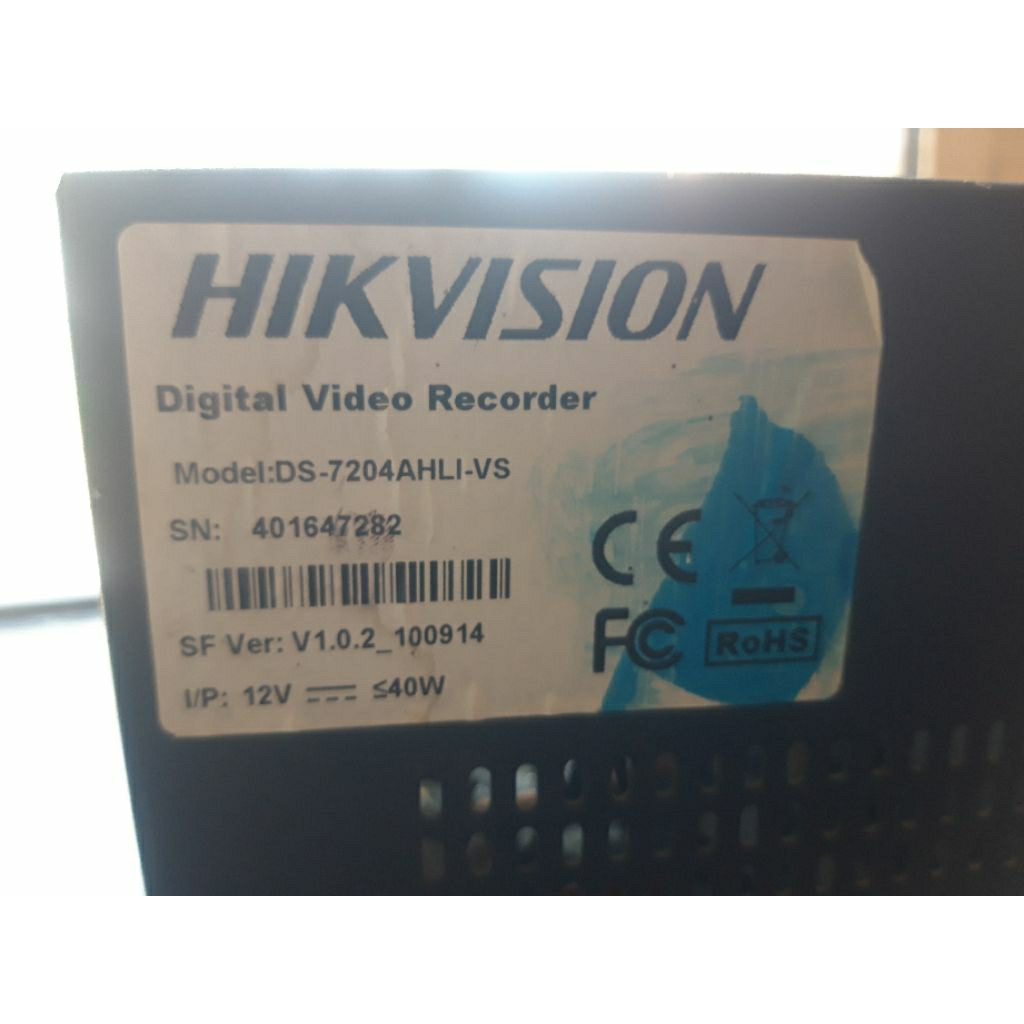 HIKVISION
Digital Video Recorder
Model:DS-7204AHLI-VS
SN: 401647282
SF Ver: V1.0.2_100914
I/P: 12V ⎓ ≤40W
CE
FC
RoHS